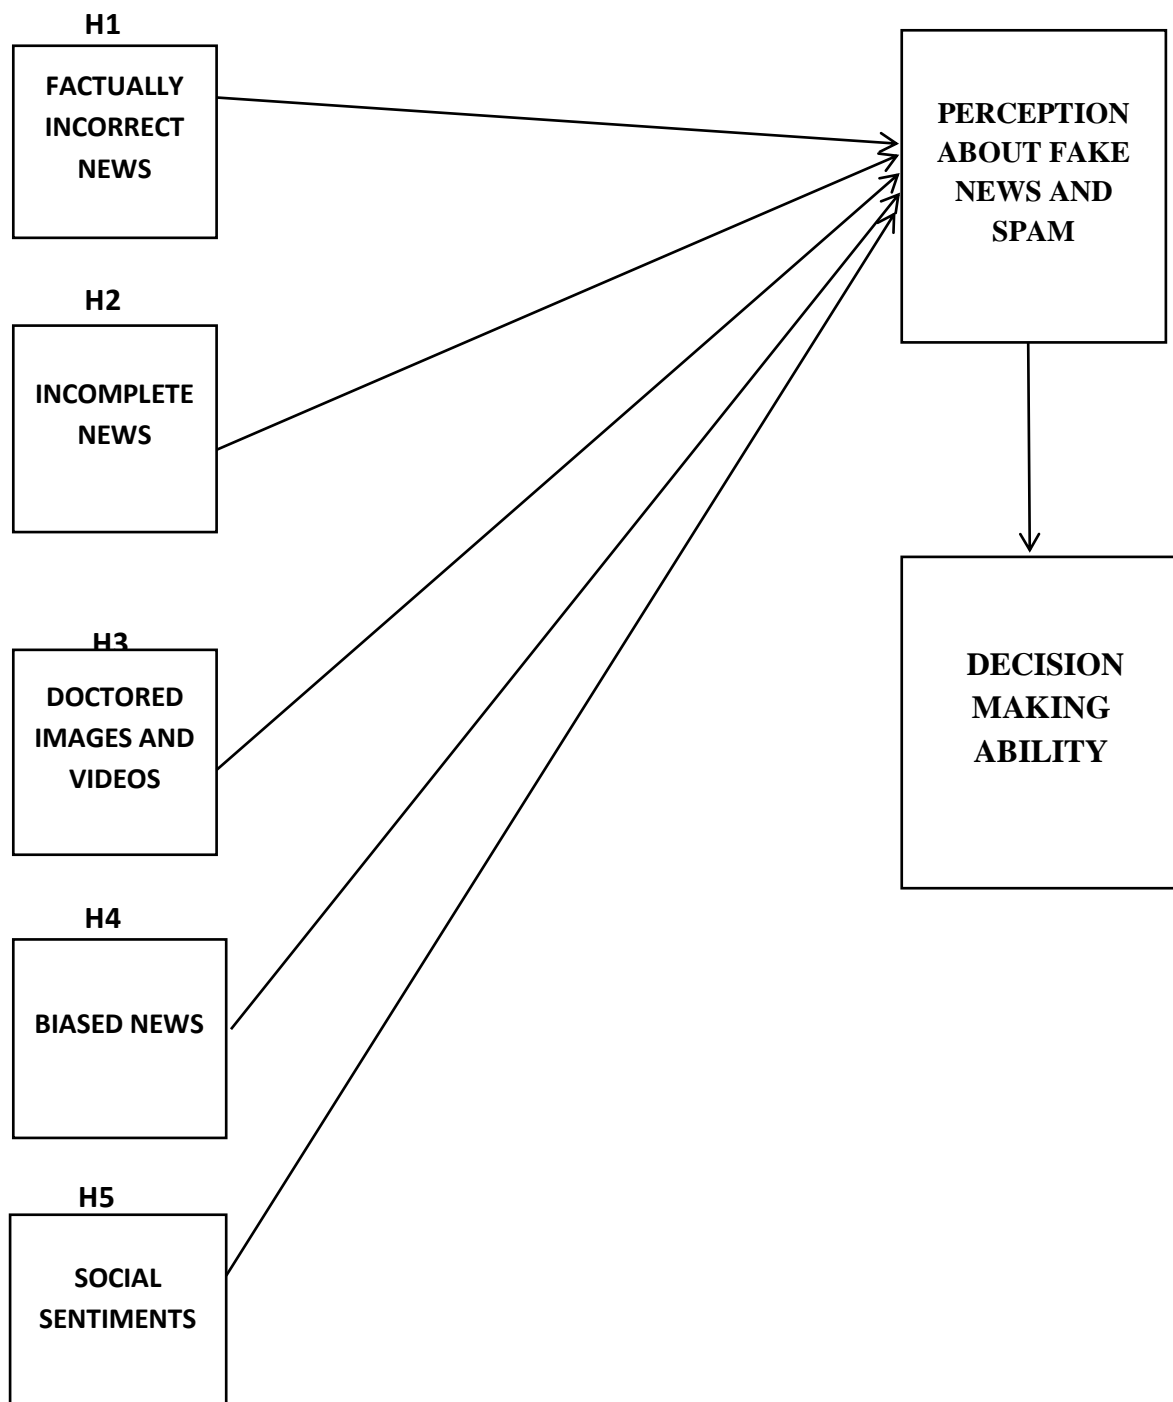 H1
FACTUALLY
INCORRECT
NEWS
PERCEPTION
ABOUT FAKE
NEWS AND
SPAM
H2
INCOMPLETE
NEWS
H3
DOCTORED
IMAGES AND
VIDEOS
DECISION
MAKING
ABILITY
H4
BIASED NEWS
H5
SOCIAL
SENTIMENTS